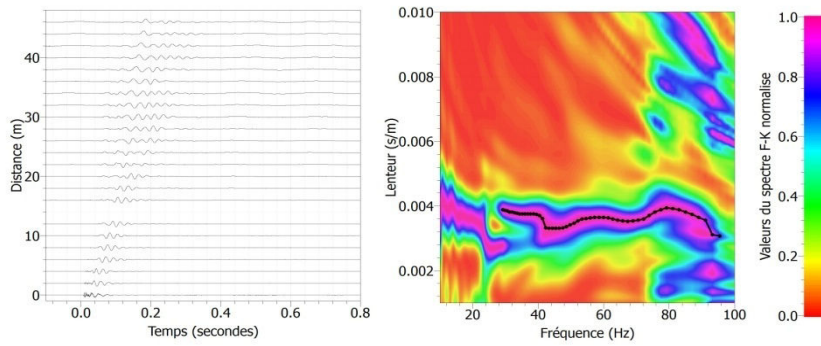 Distance (m)
40
30
20
10
0
0.0 0.2 0.4 0.6 0.8
Temps (secondes)
Lenteur (s/m)
0.010
0.008
0.006
0.004
0.002
20 40 60 80 100
Fréquence (Hz)
1.0
0.8
0.6
0.4
0.2
0.0
Valeurs du spectre F-K normalise